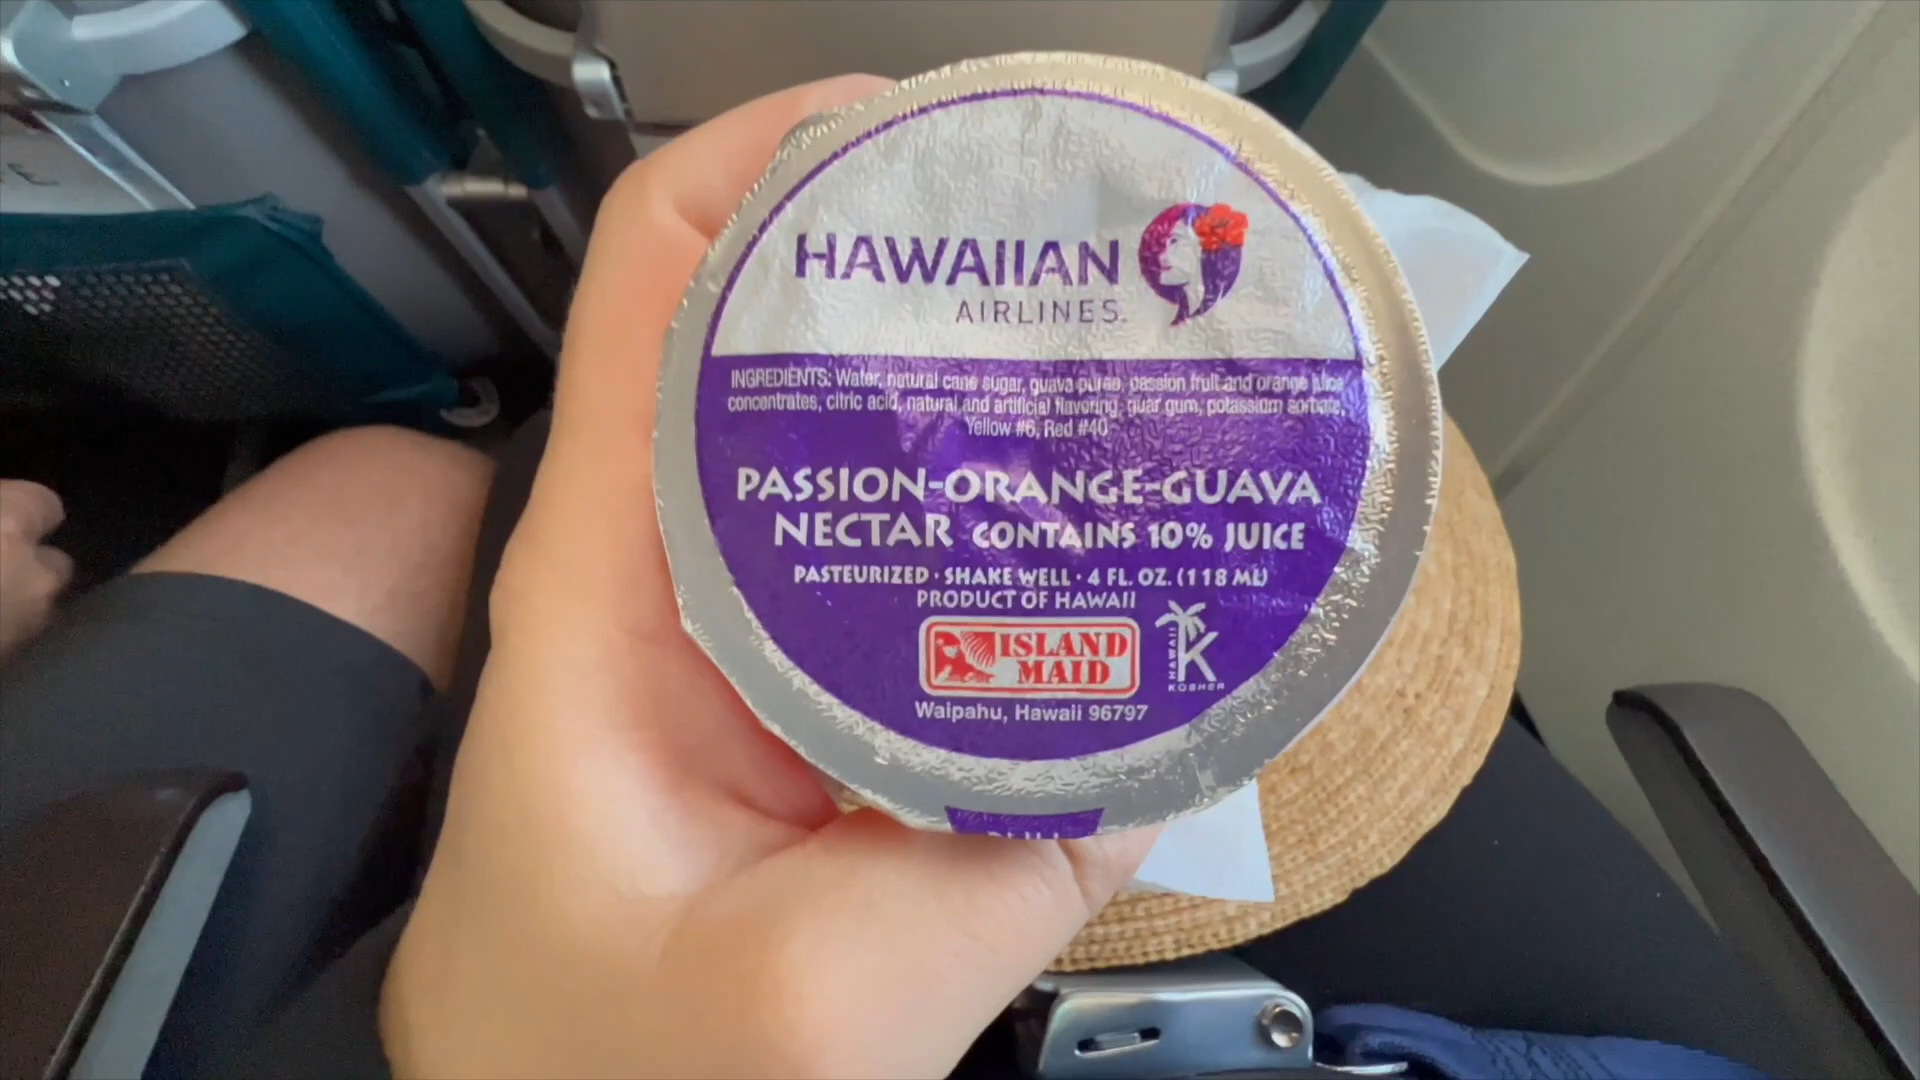 HAWAIIAN
AIRLINES
INGREDIENTS: Water, natural cane sugar, guava puree, passion fruit and orange juice
concentrates, citric acid, natural and artificial flavoring, guar gum, potassium sorbate,
Yellow #6, Red #40
PASSION-ORANGE-GUAVA
NECTAR CONTAINS 10% JUICE
PASTEURIZED · SHAKE WELL · 4 FL. OZ. (118 ML)
PRODUCT OF HAWAII
ISLAND
MAID
HAWAII
K
KOSHER
Waipahu, Hawaii 96797